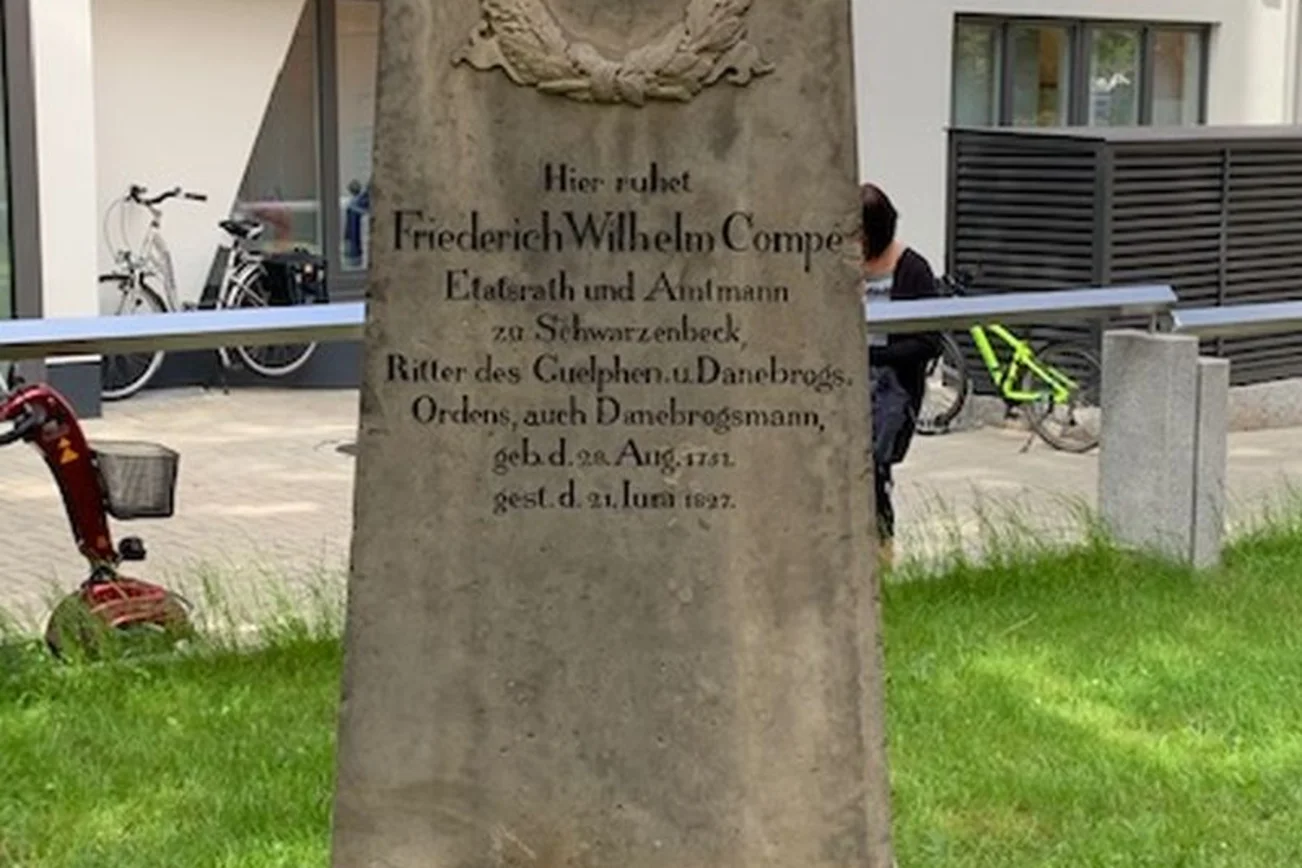 Hier ruhet
Friederich Wilhelm Compe
Etatsrath und Amtmann
zu Schwarzenbeck,
Ritter des Guelphen.u.Danebrogs.
Ordens, auch Danebrogsmann,
geb.d.28.Aug.1751.
gest.d.21.Iuni 1827.